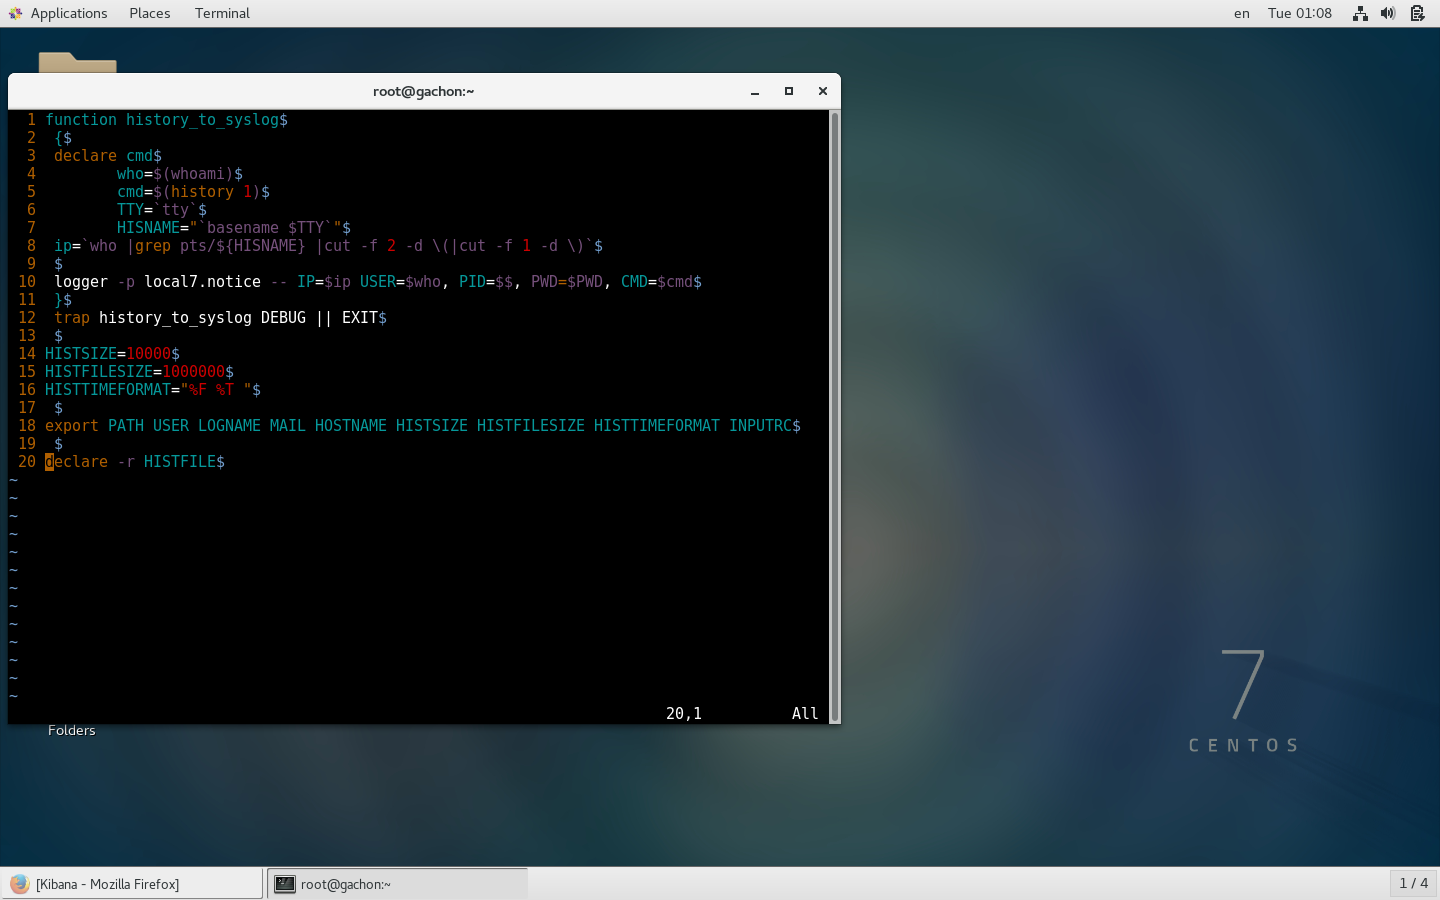 Applications Places Terminal en Tue 01:08
root@gachon:~
1 function history_to_syslog$
2 {$
3 declare cmd$
4 who=$(whoami)$
5 cmd=$(history 1)$
6 TTY=`tty`$
7 HISNAME="`basename $TTY`"$
8 ip=`who |grep pts/${HISNAME} |cut -f 2 -d \(|cut -f 1 -d \)`$
9 $
10 logger -p local7.notice -- IP=$ip USER=$who, PID=$$, PWD=$PWD, CMD=$cmd$
11 }$
12 trap history_to_syslog DEBUG || EXIT$
13 $
14 HISTSIZE=10000$
15 HISTFILESIZE=1000000$
16 HISTTIMEFORMAT="%F %T "$
17 $
18 export PATH USER LOGNAME MAIL HOSTNAME HISTSIZE HISTFILESIZE HISTTIMEFORMAT INPUTRC$
19 $
20 declare -r HISTFILE$
~
~
~
~
~
~
~
~
~
~
~
~
~
20,1 All
Folders
7
CENTOS
[Kibana - Mozilla Firefox] root@gachon:~ 1 / 4